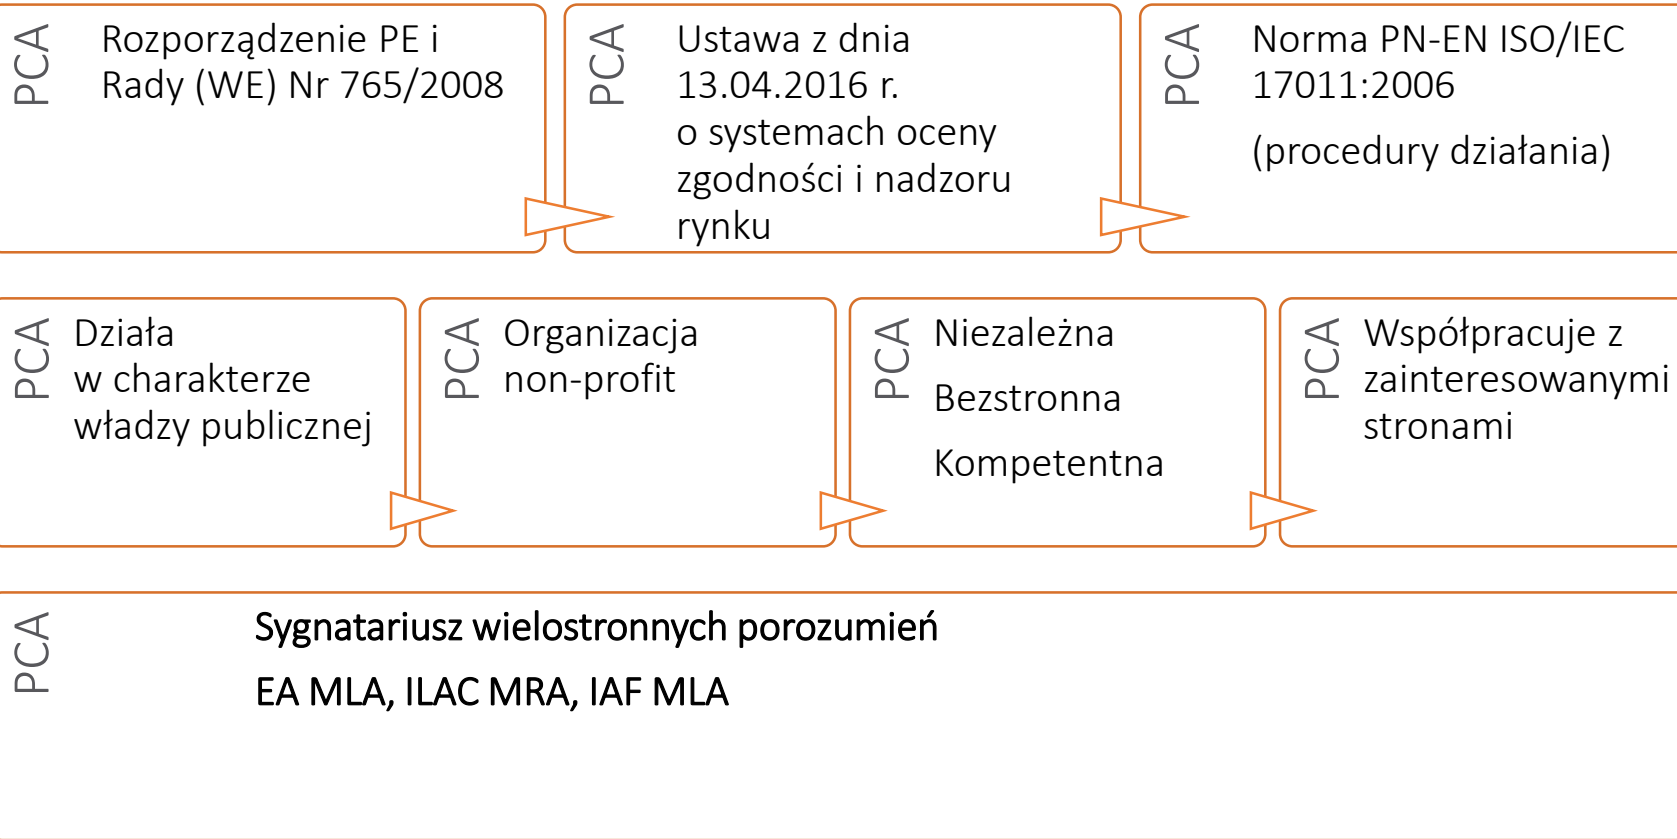 PCA
Rozporządzenie PE i
Rady (WE) Nr 765/2008
PCA
Ustawa z dnia
13.04.2016 r.
o systemach oceny
zgodności i nadzoru
rynku
PCA
Norma PN-EN ISO/IEC
17011:2006
(procedury działania)
PCA
Działa
w charakterze
władzy publicznej
PCA
Organizacja
non-profit
PCA
Niezależna
Bezstronna
Kompetentna
PCA
Współpracuje z
zainteresowanymi
stronami
PCA
Sygnatariusz wielostronnych porozumień
EA MLA, ILAC MRA, IAF MLA